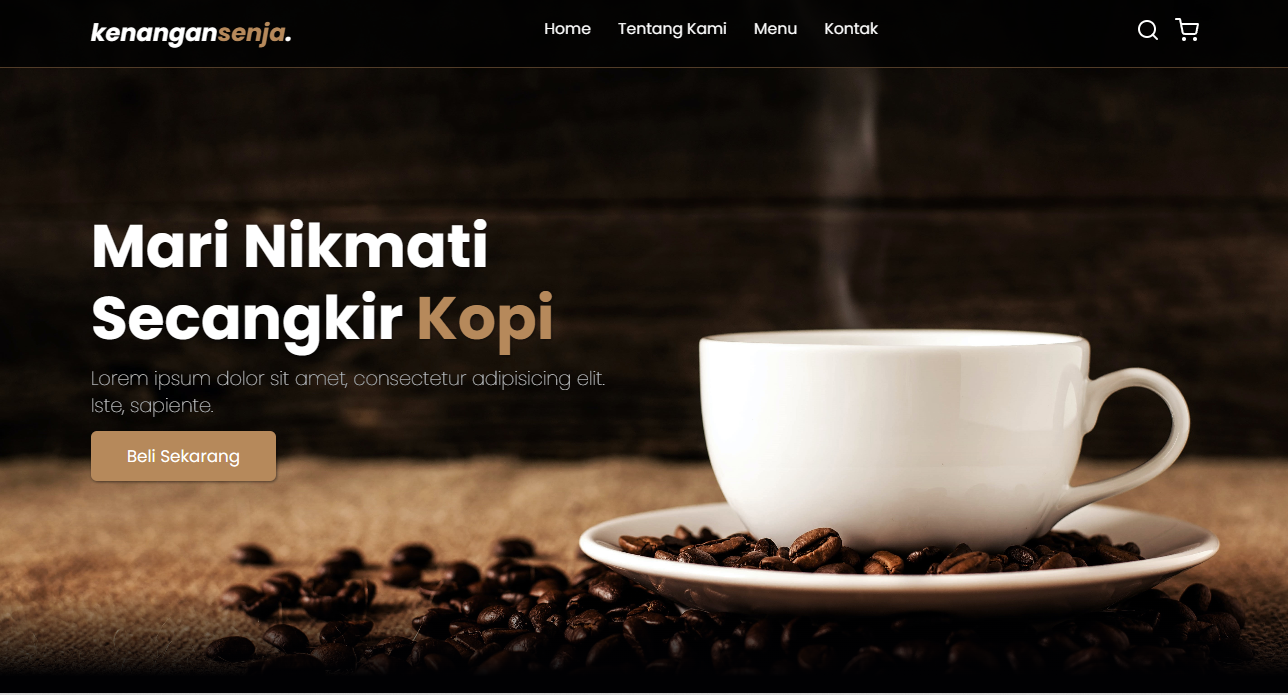 kenangansenja.
Home Tentang Kami Menu Kontak
Mari Nikmati
Secangkir Kopi
Lorem ipsum dolor sit amet, consectetur adipisicing elit.
Iste, sapiente.
Beli Sekarang